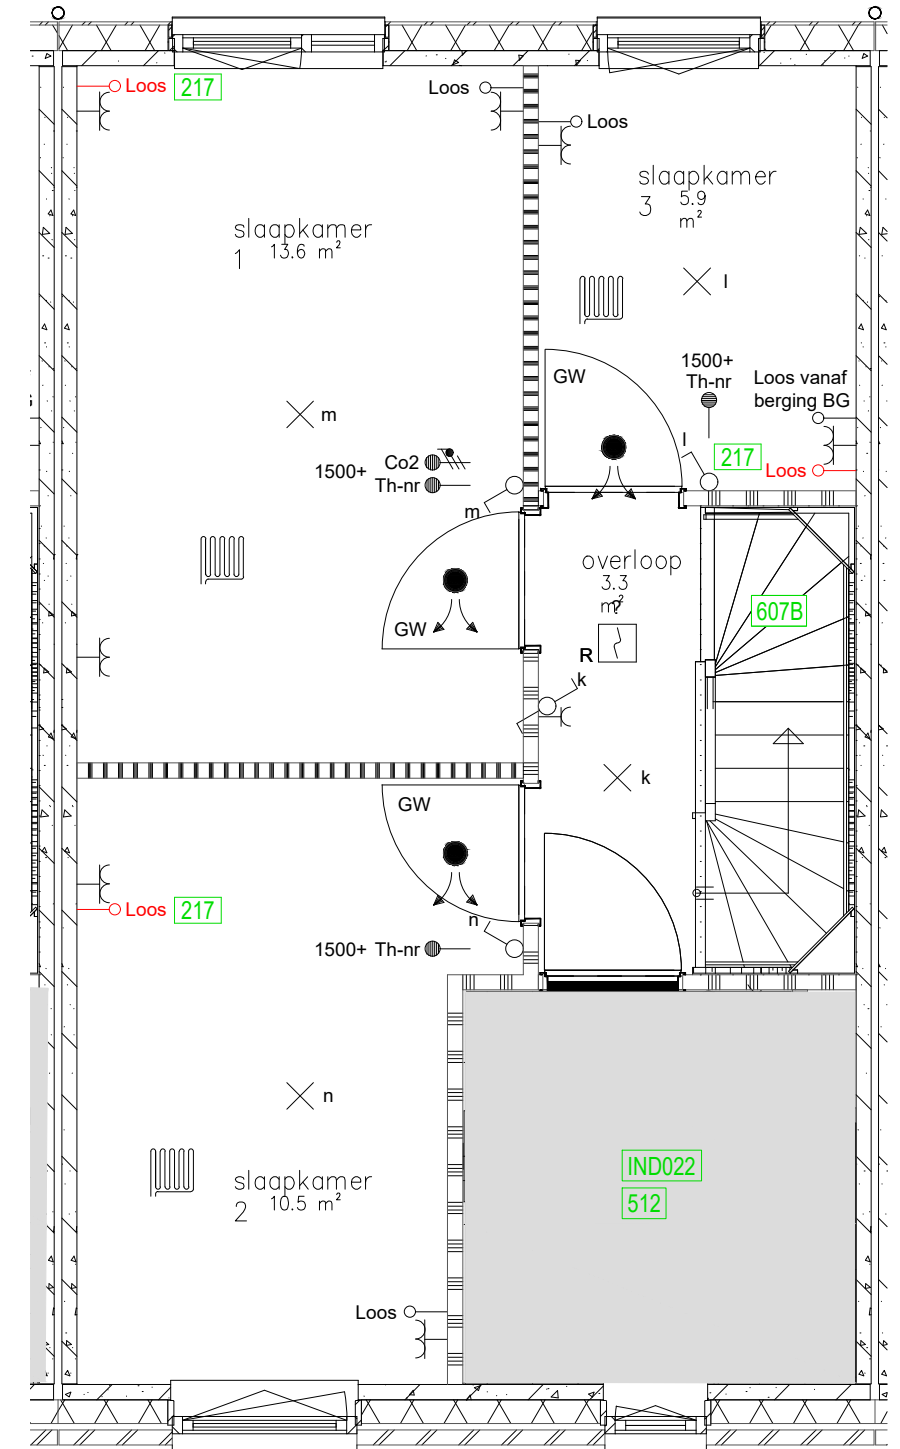 Loos 217
Loos
Loos
slaapkamer
3 5.9
m²
slaapkamer
1 13.6 m²
l
1500+
Th-nr
GW
Loos vanaf
berging BG
m
l
217
Loos
Co2
1500+
Th-nr
m
overloop
3.3
m²
?
607B
GW
R
k
k
GW
Loos 217
n
1500+ Th-nr
n
IND022
512
slaapkamer
2 10.5 m²
Loos